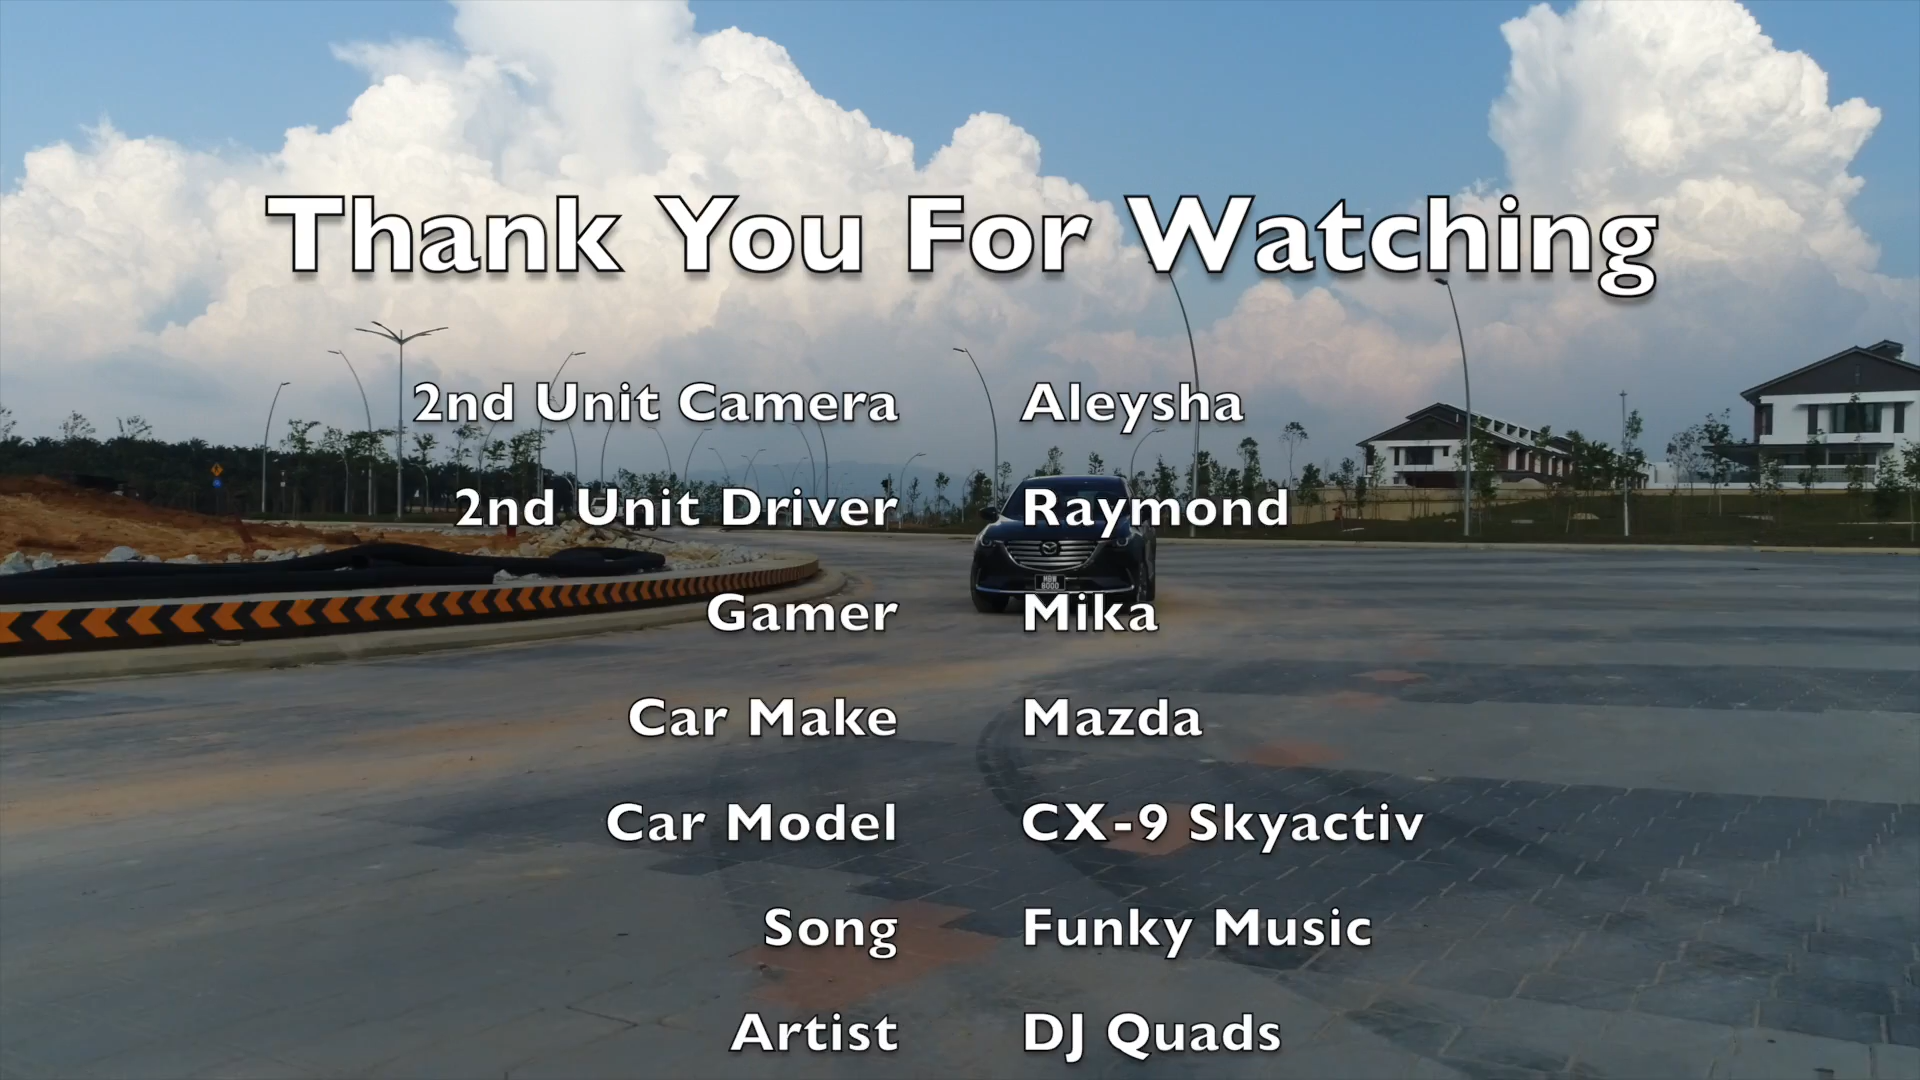 Thank You For Watching
2nd Unit Camera Aleysha
2nd Unit Driver Raymond
Gamer Mika
Car Make Mazda
Car Model CX-9 Skyactiv
Song Funky Music
Artist DJ Quads